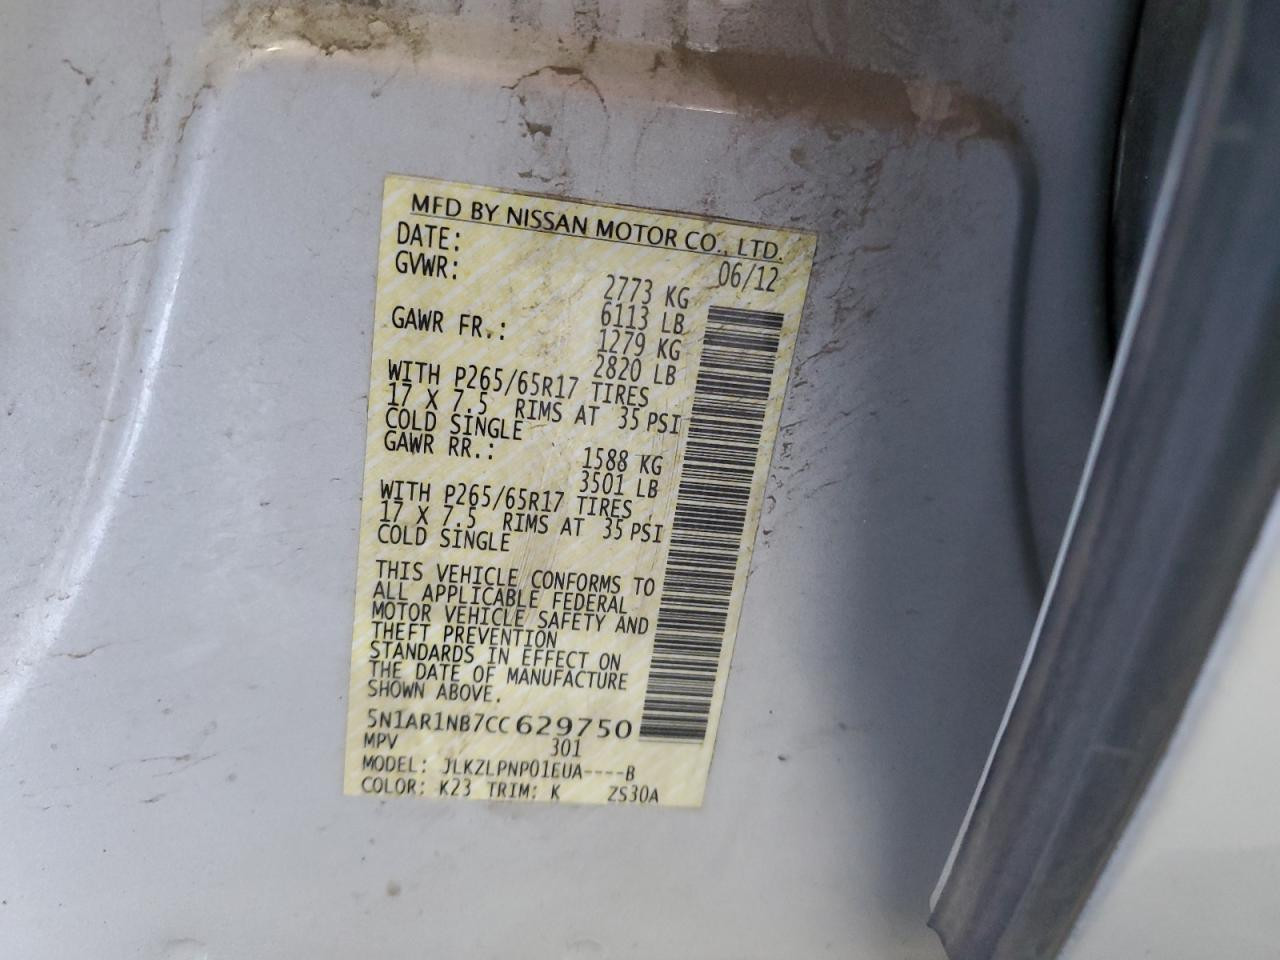 MFD BY NISSAN MOTOR CO., LTD.
DATE: 06/12
GVWR: 2773 KG
6113 LB
GAWR FR.: 1279 KG
2820 LB
WITH P265/65R17 TIRES
17 X 7.5 RIMS AT 35 PSI
COLD SINGLE
GAWR RR.: 1588 KG
3501 LB
WITH P265/65R17 TIRES
17 X 7.5 RIMS AT 35 PSI
COLD SINGLE
THIS VEHICLE CONFORMS TO
ALL APPLICABLE FEDERAL
MOTOR VEHICLE SAFETY AND
THEFT PREVENTION
STANDARDS IN EFFECT ON
THE DATE OF MANUFACTURE
SHOWN ABOVE.
5N1AR1NB7CC629750
MPV 301
MODEL: JLKZLPNP01EUA----B
COLOR: K23 TRIM: K ZS30A